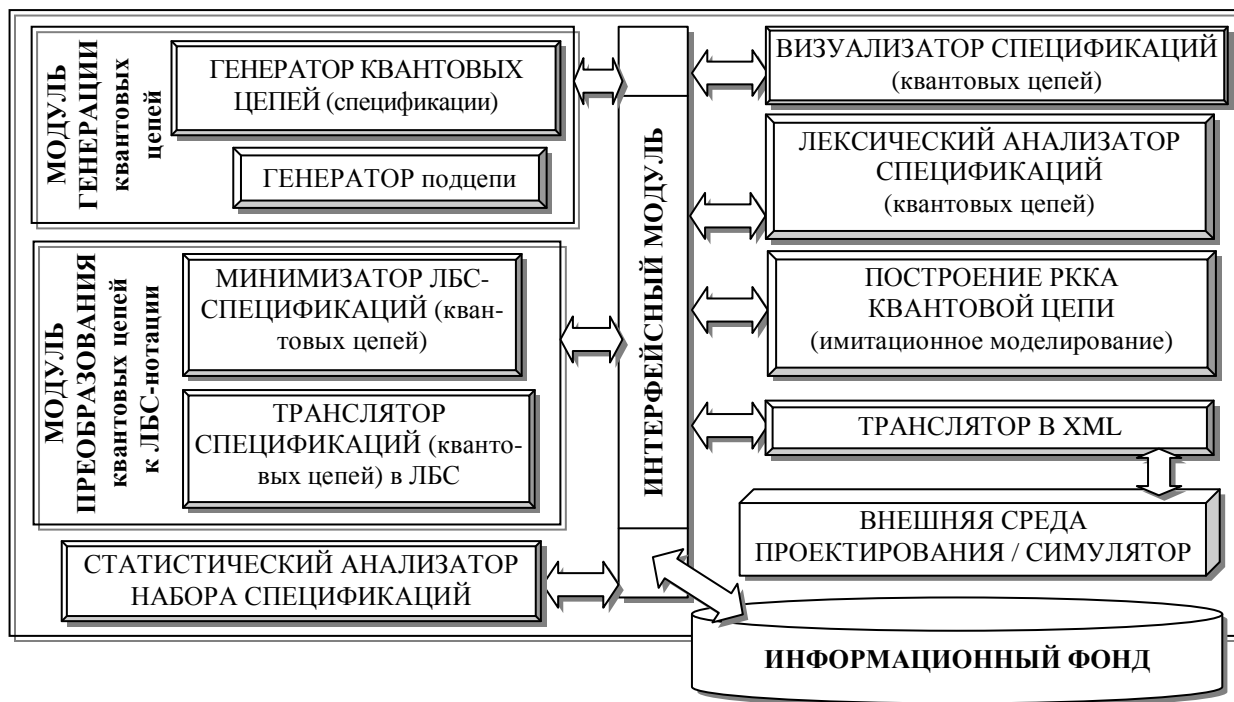 МОДУЛЬ
ГЕНЕРАЦИИ
квантовых
цепей
ГЕНЕРАТОР КВАНТОВЫХ
ЦЕПЕЙ (спецификации)
ГЕНЕРАТОР подцепи
МОДУЛЬ
ПРЕОБРАЗОВАНИЯ
квантовых цепей
к ЛБС-нотации
МИНИМИЗАТОР ЛБС-
СПЕЦИФИКАЦИЙ (кван-
товых цепей)
ТРАНСЛЯТОР
СПЕЦИФИКАЦИЙ (кванто-
вых цепей) в ЛБС
СТАТИСТИЧЕСКИЙ АНАЛИЗАТОР
НАБОРА СПЕЦИФИКАЦИЙ
ИНТЕРФЕЙСНЫЙ МОДУЛЬ
ВИЗУАЛИЗАТОР СПЕЦИФИКАЦИЙ
(квантовых цепей)
ЛЕКСИЧЕСКИЙ АНАЛИЗАТОР
СПЕЦИФИКАЦИЙ
(квантовых цепей)
ПОСТРОЕНИЕ РККА
КВАНТОВОЙ ЦЕПИ
(имитационное моделирование)
ТРАНСЛЯТОР В XML
ВНЕШНЯЯ СРЕДА
ПРОЕКТИРОВАНИЯ / СИМУЛЯТОР
ИНФОРМАЦИОННЫЙ ФОНД